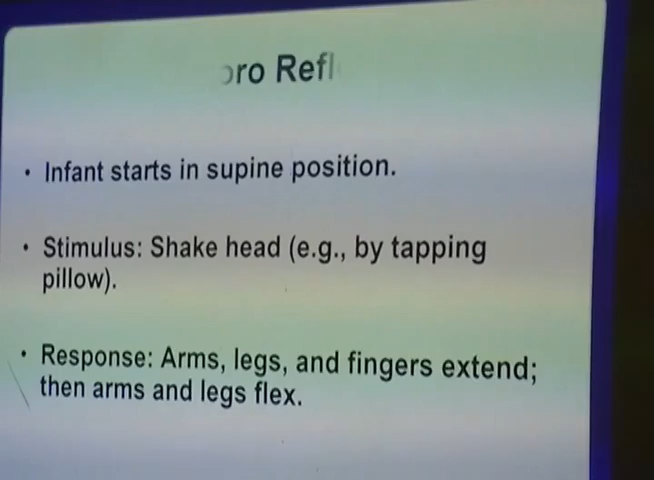 oro Refl
• Infant starts in supine position.
• Stimulus: Shake head (e.g., by tapping
pillow).
• Response: Arms, legs, and fingers extend;
then arms and legs flex.